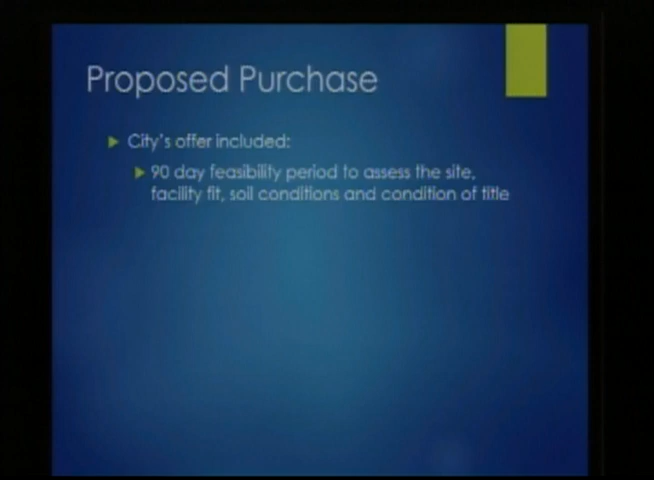 Proposed Purchase
City's offer included:
90 day feasibility period to assess the site,
facility fit, soil conditions and condition of title